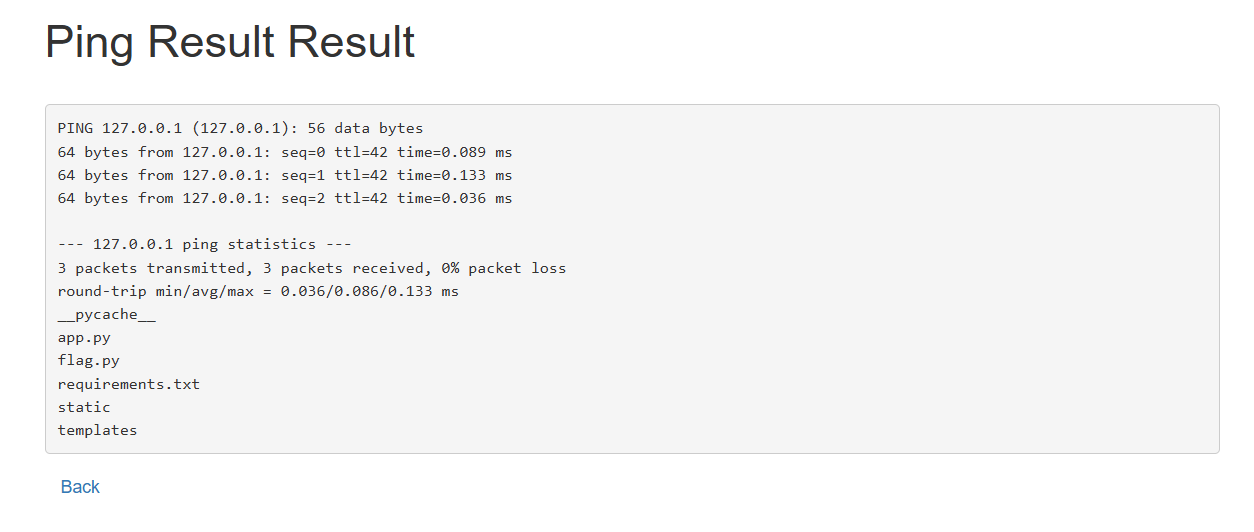 Ping Result Result
PING 127.0.0.1 (127.0.0.1): 56 data bytes
64 bytes from 127.0.0.1: seq=0 ttl=42 time=0.089 ms
64 bytes from 127.0.0.1: seq=1 ttl=42 time=0.133 ms
64 bytes from 127.0.0.1: seq=2 ttl=42 time=0.036 ms
--- 127.0.0.1 ping statistics ---
3 packets transmitted, 3 packets received, 0% packet loss
round-trip min/avg/max = 0.036/0.086/0.133 ms
__pycache__
app.py
flag.py
requirements.txt
static
templates
Back